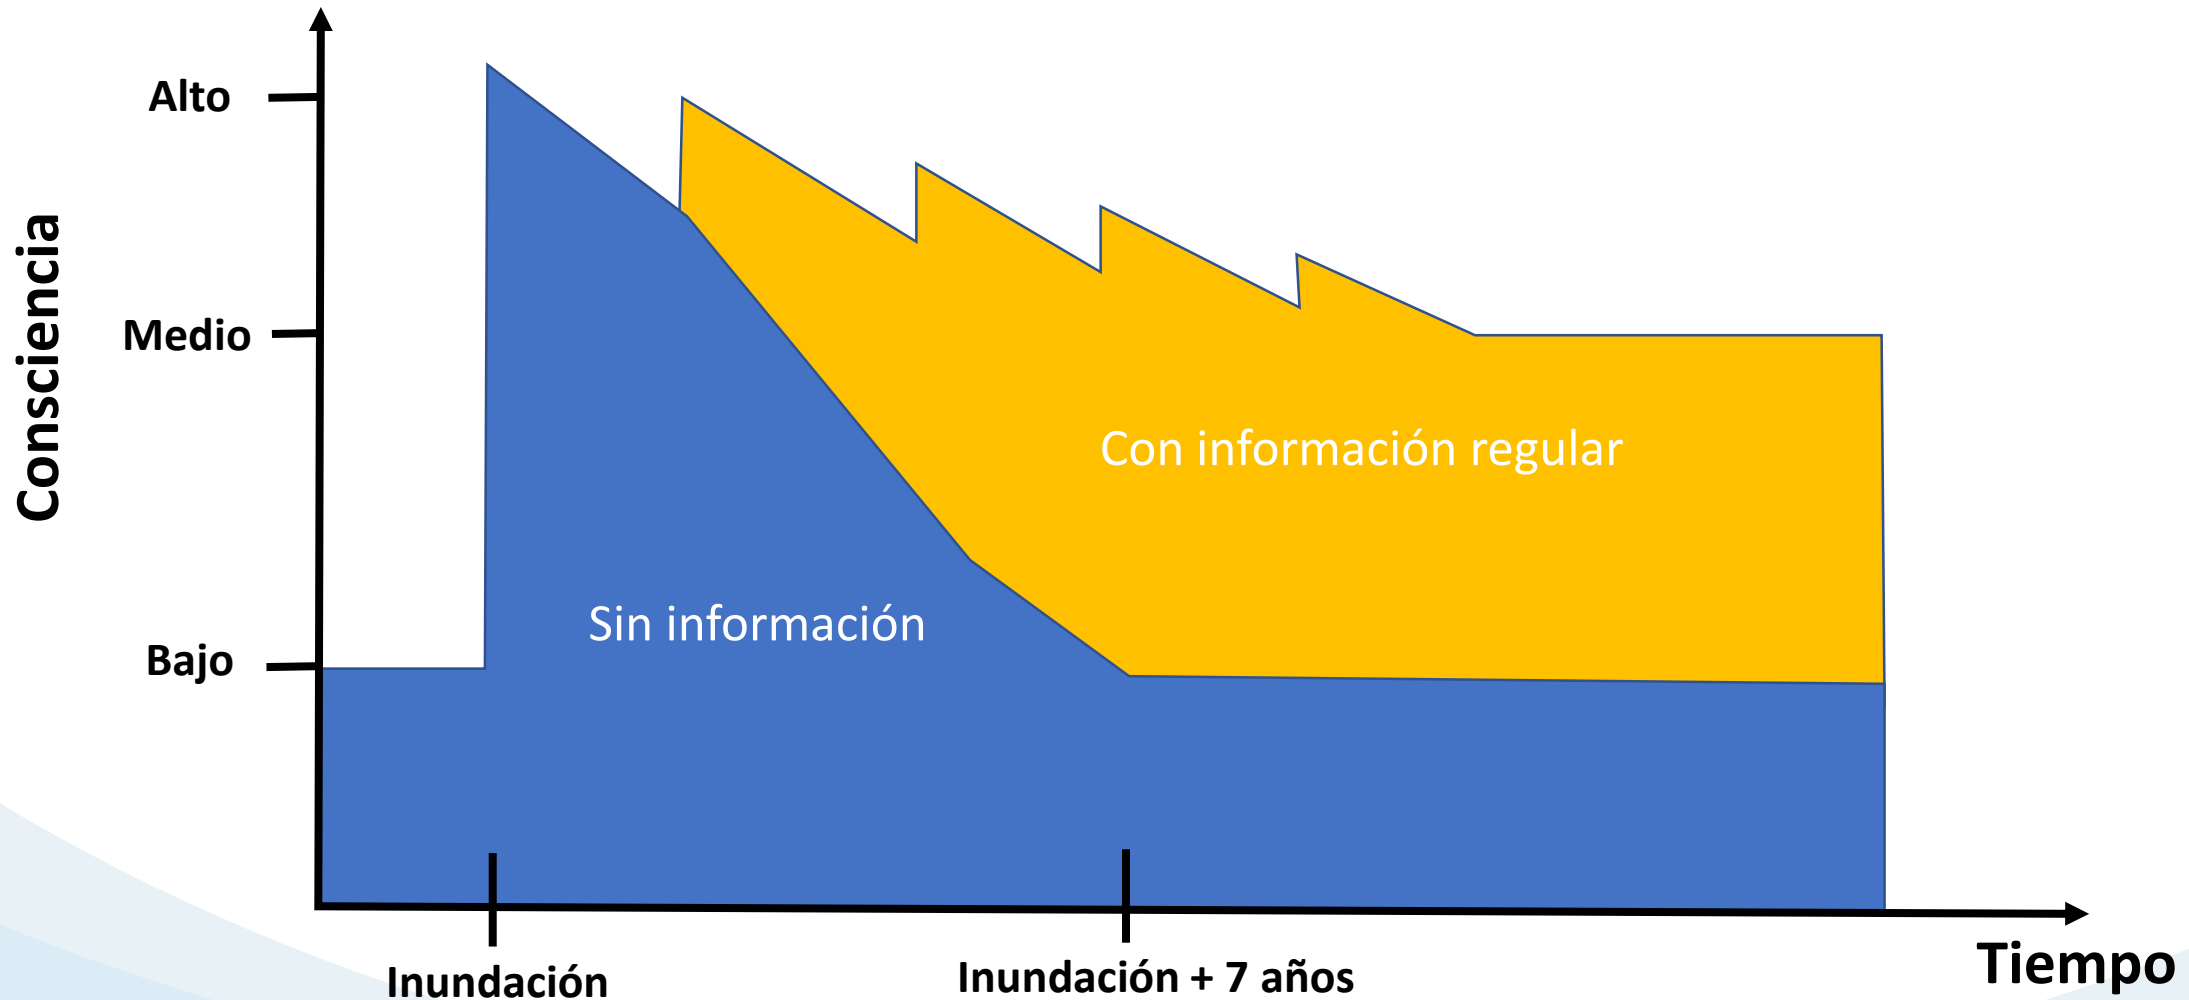 Alto
Medio
Bajo
Consciencia
Con información regular
Sin información
Inundación
Inundación + 7 años
Tiempo